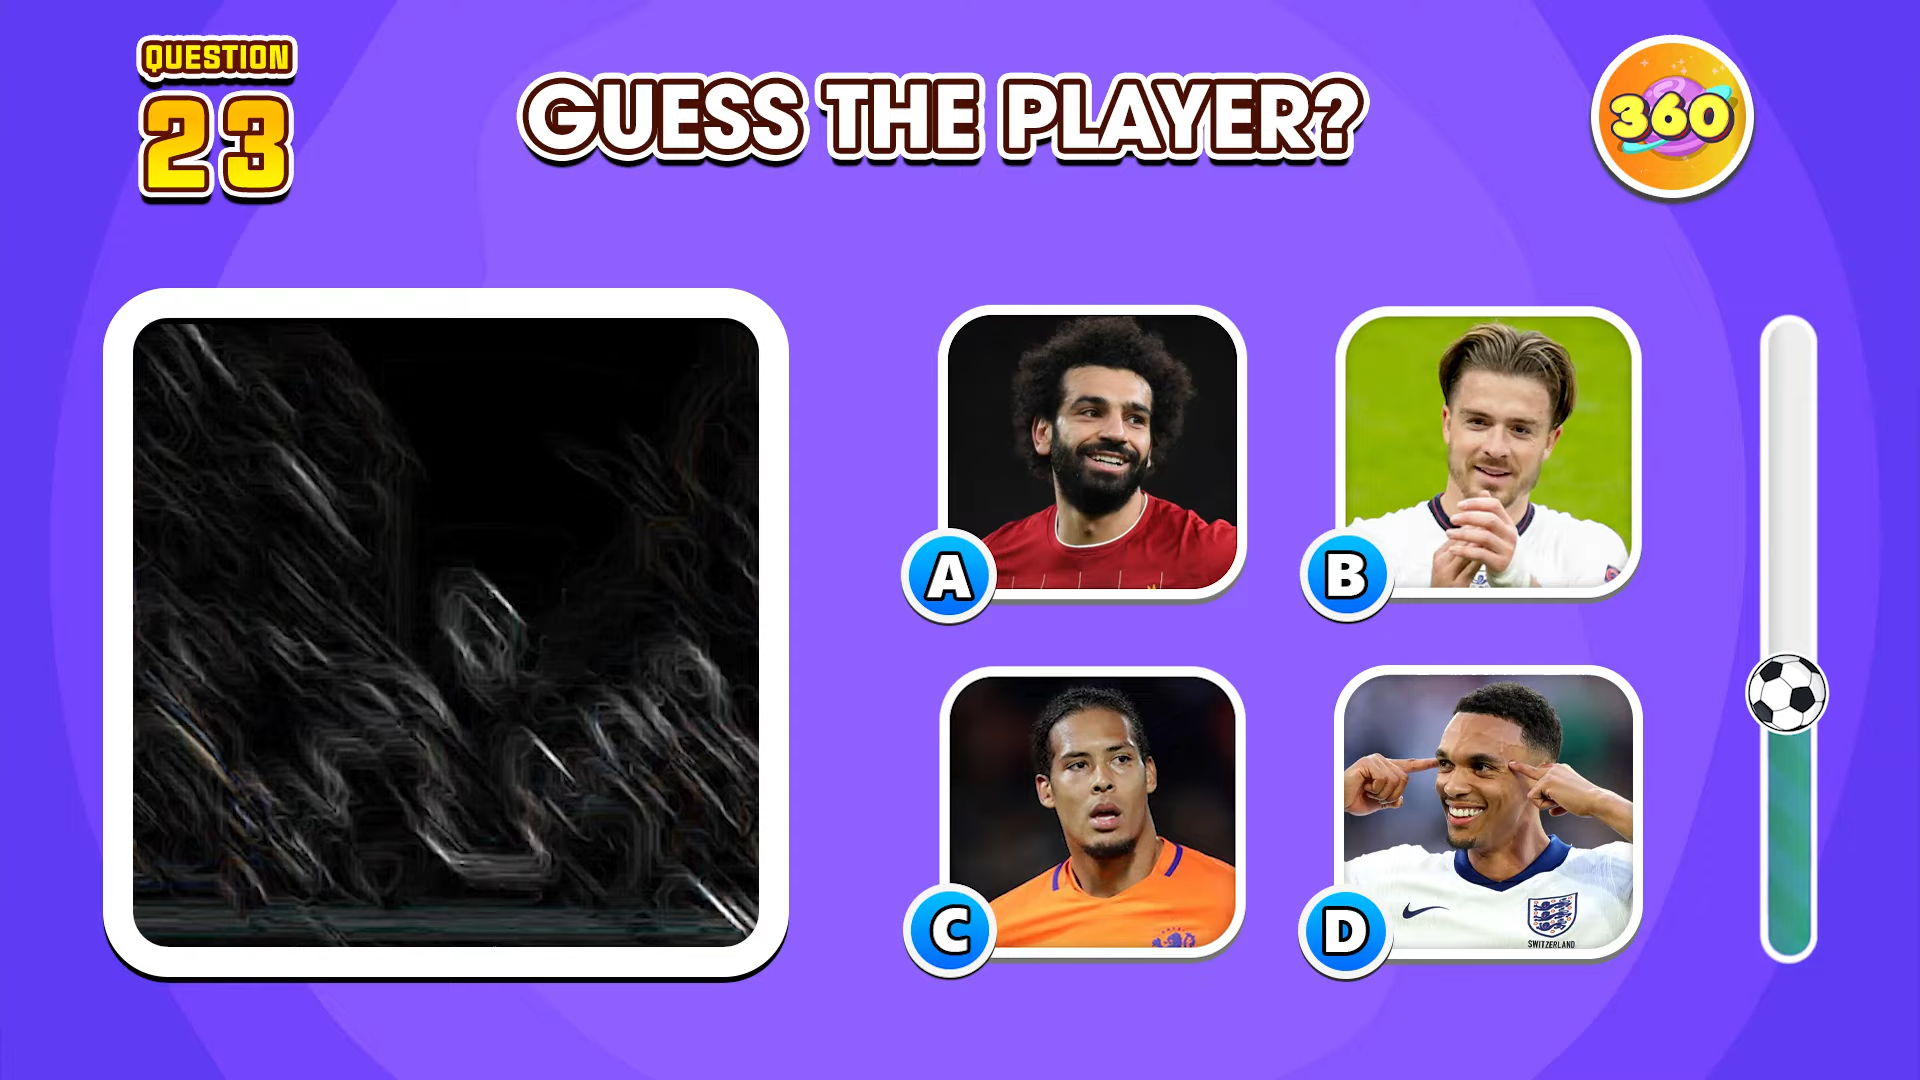 QUESTION
23
GUESS THE PLAYER?
360
A
B
C
D
SWITZERLAND